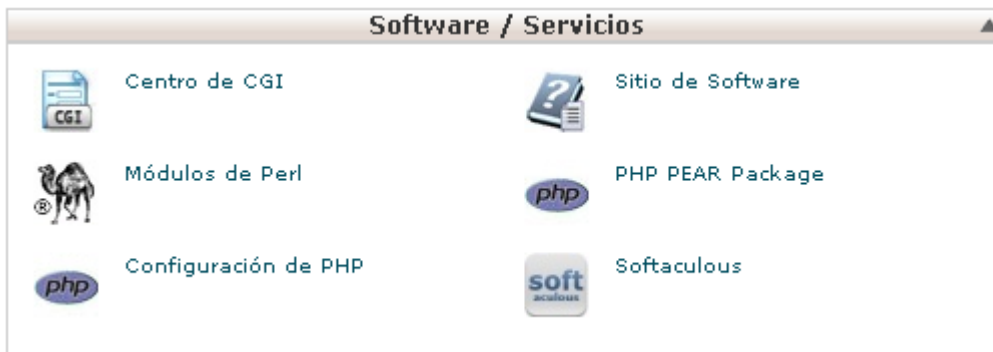 Software / Servicios
Centro de CGI
CGI
Sitio de Software
?
Módulos de Perl
®
PHP PEAR Package
php
Configuración de PHP
php
Softaculous
soft
aculous